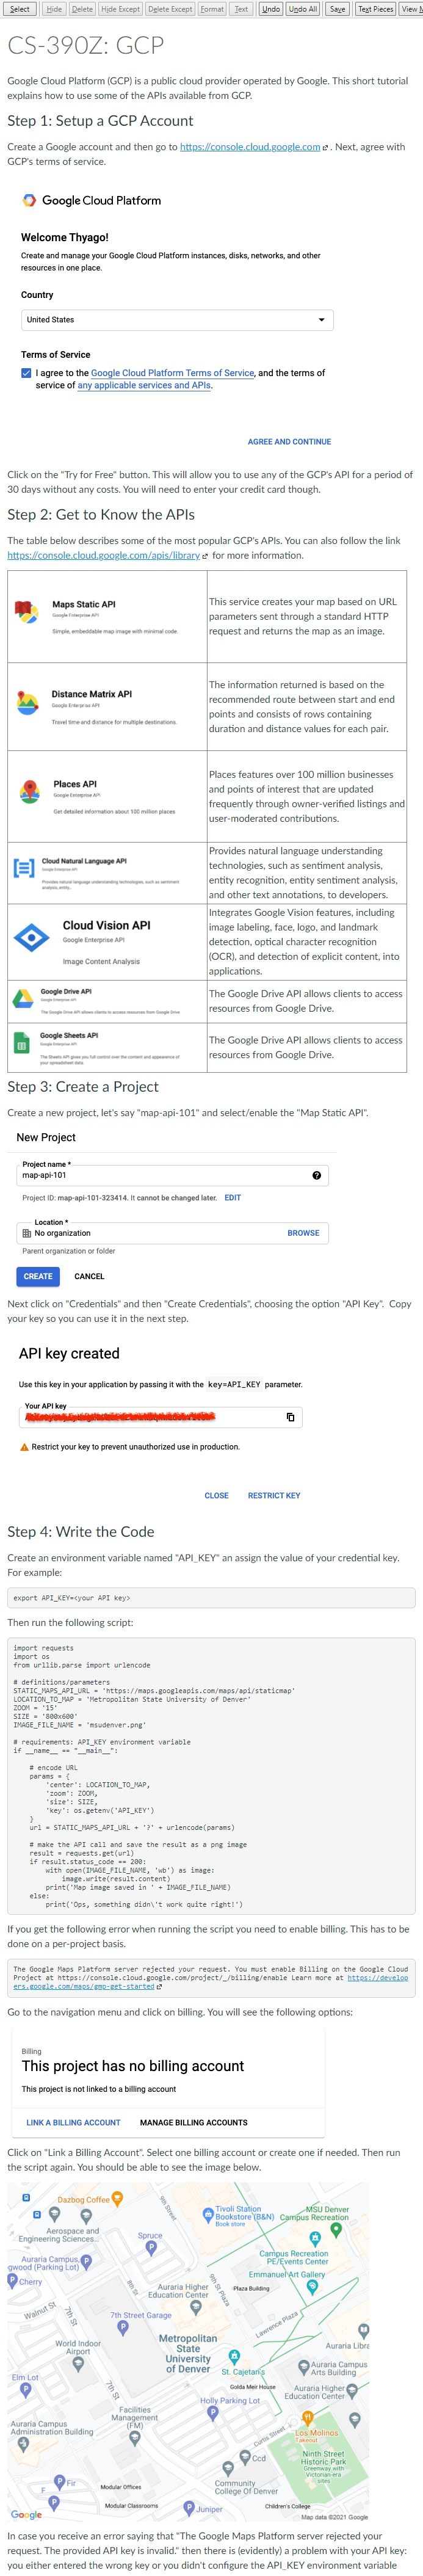 Select Hide Delete Hide Except Delete Except Format Text Undo Undo All Save Text Pieces View
CS-390Z: GCP
Google Cloud Platform (GCP) is a public cloud provider operated by Google. This short tutorial
explains how to use some of the APIs available from GCP.
Step 1: Setup a GCP Account
Create a Google account and then go to https://console.cloud.google.com . Next, agree with
GCP's terms of service.
Google Cloud Platform
Welcome Thyago!
Create and manage your Google Cloud Platform instances, disks, networks, and other
resources in one place.
Country
United States
Terms of Service
I agree to the Google Cloud Platform Terms of Service, and the terms of
service of any applicable services and APIs.
AGREE AND CONTINUE
Click on the "Try for Free" button. This will allow you to use any of the GCP's API for a period of
30 days without any costs. You will need to enter your credit card though.
Step 2: Get to Know the APIs
The table below describes some of the most popular GCP's APIs. You can also follow the link
https://console.cloud.google.com/apis/library for more information.
Maps Static API
Google Enterprise API
Simple, embeddable map image with minimal code.
This service creates your map based on URL
parameters sent through a standard HTTP
request and returns the map as an image.
Distance Matrix API
Google Enterprise API
Travel time and distance for multiple destinations.
The information returned is based on the
recommended route between start and end
points and consists of rows containing
duration and distance values for each pair.
Places API
Google Enterprise API
Get detailed information about 100 million places
Places features over 100 million businesses
and points of interest that are updated
frequently through owner-verified listings and
user-moderated contributions.
Cloud Natural Language API
Google Enterprise API
Provides natural language understanding technologies, such as sentiment
analysis, entity...
Provides natural language understanding
technologies, such as sentiment analysis,
entity recognition, entity sentiment analysis,
and other text annotations, to developers.
Cloud Vision API
Google Enterprise API
Image Content Analysis
Integrates Google Vision features, including
image labeling, face, logo, and landmark
detection, optical character recognition
(OCR), and detection of explicit content, into
applications.
Google Drive API
Google Enterprise API
The Google Drive API allows clients to access resources from Google Drive
The Google Drive API allows clients to access
resources from Google Drive.
Google Sheets API
Google Enterprise API
The Sheets API gives you full control over the content and appearance of
your spreadsheet data.
The Google Drive API allows clients to access
resources from Google Drive.
Step 3: Create a Project
Create a new project, let's say "map-api-101" and select/enable the "Map Static API".
New Project
Project name *
map-api-101
Project ID: map-api-101-323414. It cannot be changed later. EDIT
Location *
No organization BROWSE
Parent organization or folder
CREATE CANCEL
Next click on "Credentials" and then "Create Credentials", choosing the option "API Key". Copy
your key so you can use it in the next step.
API key created
Use this key in your application by passing it with the key=API_KEY parameter.
Your API key
Restrict your key to prevent unauthorized use in production.
CLOSE RESTRICT KEY
Step 4: Write the Code
Create an environment variable named "API_KEY" an assign the value of your credential key.
For example:
export API_KEY=<your API key>
Then run the following script:
import requests
import os
from urllib.parse import urlencode
# definitions/parameters
STATIC_MAPS_API_URL = 'https://maps.googleapis.com/maps/api/staticmap'
LOCATION_TO_MAP = 'Metropolitan State University of Denver'
ZOOM = '15'
SIZE = '800x600'
IMAGE_FILE_NAME = 'msudenver.png'
# requirements: API_KEY environment variable
if __name__ == "__main__":
# encode URL
params = {
'center': LOCATION_TO_MAP,
'zoom': ZOOM,
'size': SIZE,
'key': os.getenv('API_KEY')
}
url = STATIC_MAPS_API_URL + '?' + urlencode(params)
# make the API call and save the result as a png image
result = requests.get(url)
if result.status_code == 200:
with open(IMAGE_FILE_NAME, 'wb') as image:
image.write(result.content)
print('Map image saved in ' + IMAGE_FILE_NAME)
else:
print('Ops, something didn\'t work quite right!')
If you get the following error when running the script you need to enable billing. This has to be
done on a per-project basis.
The Google Maps Platform server rejected your request. You must enable Billing on the Google Cloud
Project at https://console.cloud.google.com/project/_/billing/enable Learn more at https://develop
ers.google.com/maps/gmp-get-started
Go to the navigation menu and click on billing. You will see the following options:
Billing
This project has no billing account
This project is not linked to a billing account
LINK A BILLING ACCOUNT MANAGE BILLING ACCOUNTS
Click on "Link a Billing Account". Select one billing account or create one if needed. Then run
the script again. You should be able to see the image below.
Dazbog Coffee
9th Street
Tivoli Station
Bookstore (B&N)
Book store
MSU Denver
Campus Recreation
Aerospace and
Engineering Sciences...
Spruce
Campus Recreation
PE/Events Center
Auraria Campus,
gwood (Parking Lot)
Emmanuel Art Gallery
Cherry
8th St
Auraria Higher
Education Center
9th St Plaza
Plaza Building
Walnut St
7th St
7th Street Garage
Lawrence Plaza
World Indoor
Airport
Metropolitan
State
University
of Denver
Auraria Libra
St. Cajetan's
Auraria Campus
Arts Building
Elm Lot
7th St
Golda Meir House
Auraria Higher
Education Center
Holly Parking Lot
Facilities
Management
(FM)
Auraria Campus
Administration Building
Curtis Street
Los Molinos
Takeout
Ccd
Ninth Street
Historic Park
Greenway with
Victorian-era
sites
Fir
F
Modular Offices
Community
College Of Denver
Modular Classrooms
Juniper
Children's College
Google
Map data ©2021 Google
In case you receive an error saying that "The Google Maps Platform server rejected your
request. The provided API key is invalid." then there is (evidently) a problem with your API key:
you either entered the wrong key or you didn't configure the API_KEY environment variable